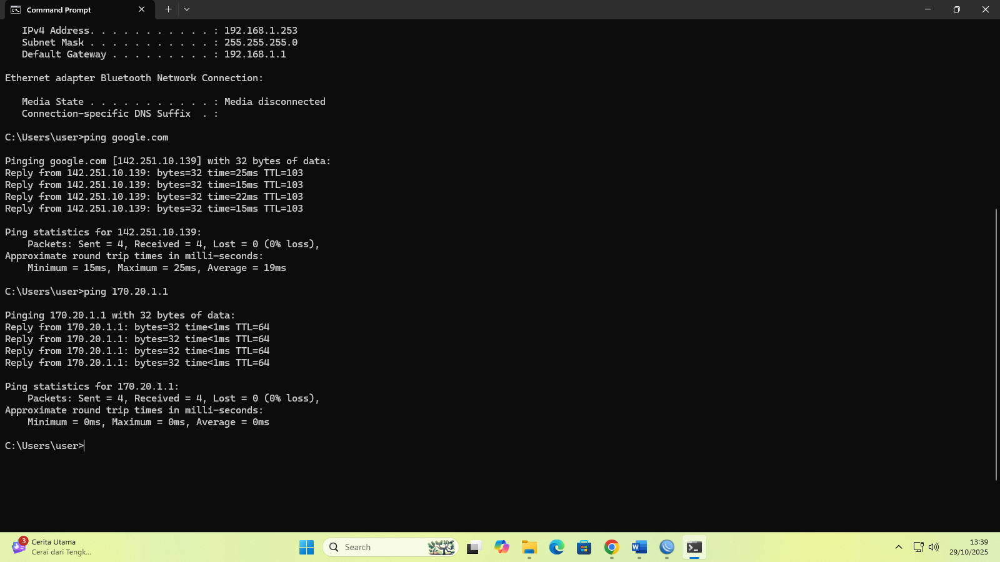 Command Prompt
IPv4 Address. . . . . . . . . . . : 192.168.1.253
Subnet Mask . . . . . . . . . . . : 255.255.255.0
Default Gateway . . . . . . . . . : 192.168.1.1
Ethernet adapter Bluetooth Network Connection:
Media State . . . . . . . . . . . : Media disconnected
Connection-specific DNS Suffix  . :
C:\Users\user>ping google.com
Pinging google.com [142.251.10.139] with 32 bytes of data:
Reply from 142.251.10.139: bytes=32 time=25ms TTL=103
Reply from 142.251.10.139: bytes=32 time=15ms TTL=103
Reply from 142.251.10.139: bytes=32 time=22ms TTL=103
Reply from 142.251.10.139: bytes=32 time=15ms TTL=103
Ping statistics for 142.251.10.139:
Packets: Sent = 4, Received = 4, Lost = 0 (0% loss),
Approximate round trip times in milli-seconds:
Minimum = 15ms, Maximum = 25ms, Average = 19ms
C:\Users\user>ping 170.20.1.1
Pinging 170.20.1.1 with 32 bytes of data:
Reply from 170.20.1.1: bytes=32 time<1ms TTL=64
Reply from 170.20.1.1: bytes=32 time<1ms TTL=64
Reply from 170.20.1.1: bytes=32 time<1ms TTL=64
Reply from 170.20.1.1: bytes=32 time<1ms TTL=64
Ping statistics for 170.20.1.1:
Packets: Sent = 4, Received = 4, Lost = 0 (0% loss),
Approximate round trip times in milli-seconds:
Minimum = 0ms, Maximum = 0ms, Average = 0ms
C:\Users\user>
3
Cerita Utama
Cerai dari Tengk...
Search
13:39
29/10/2025